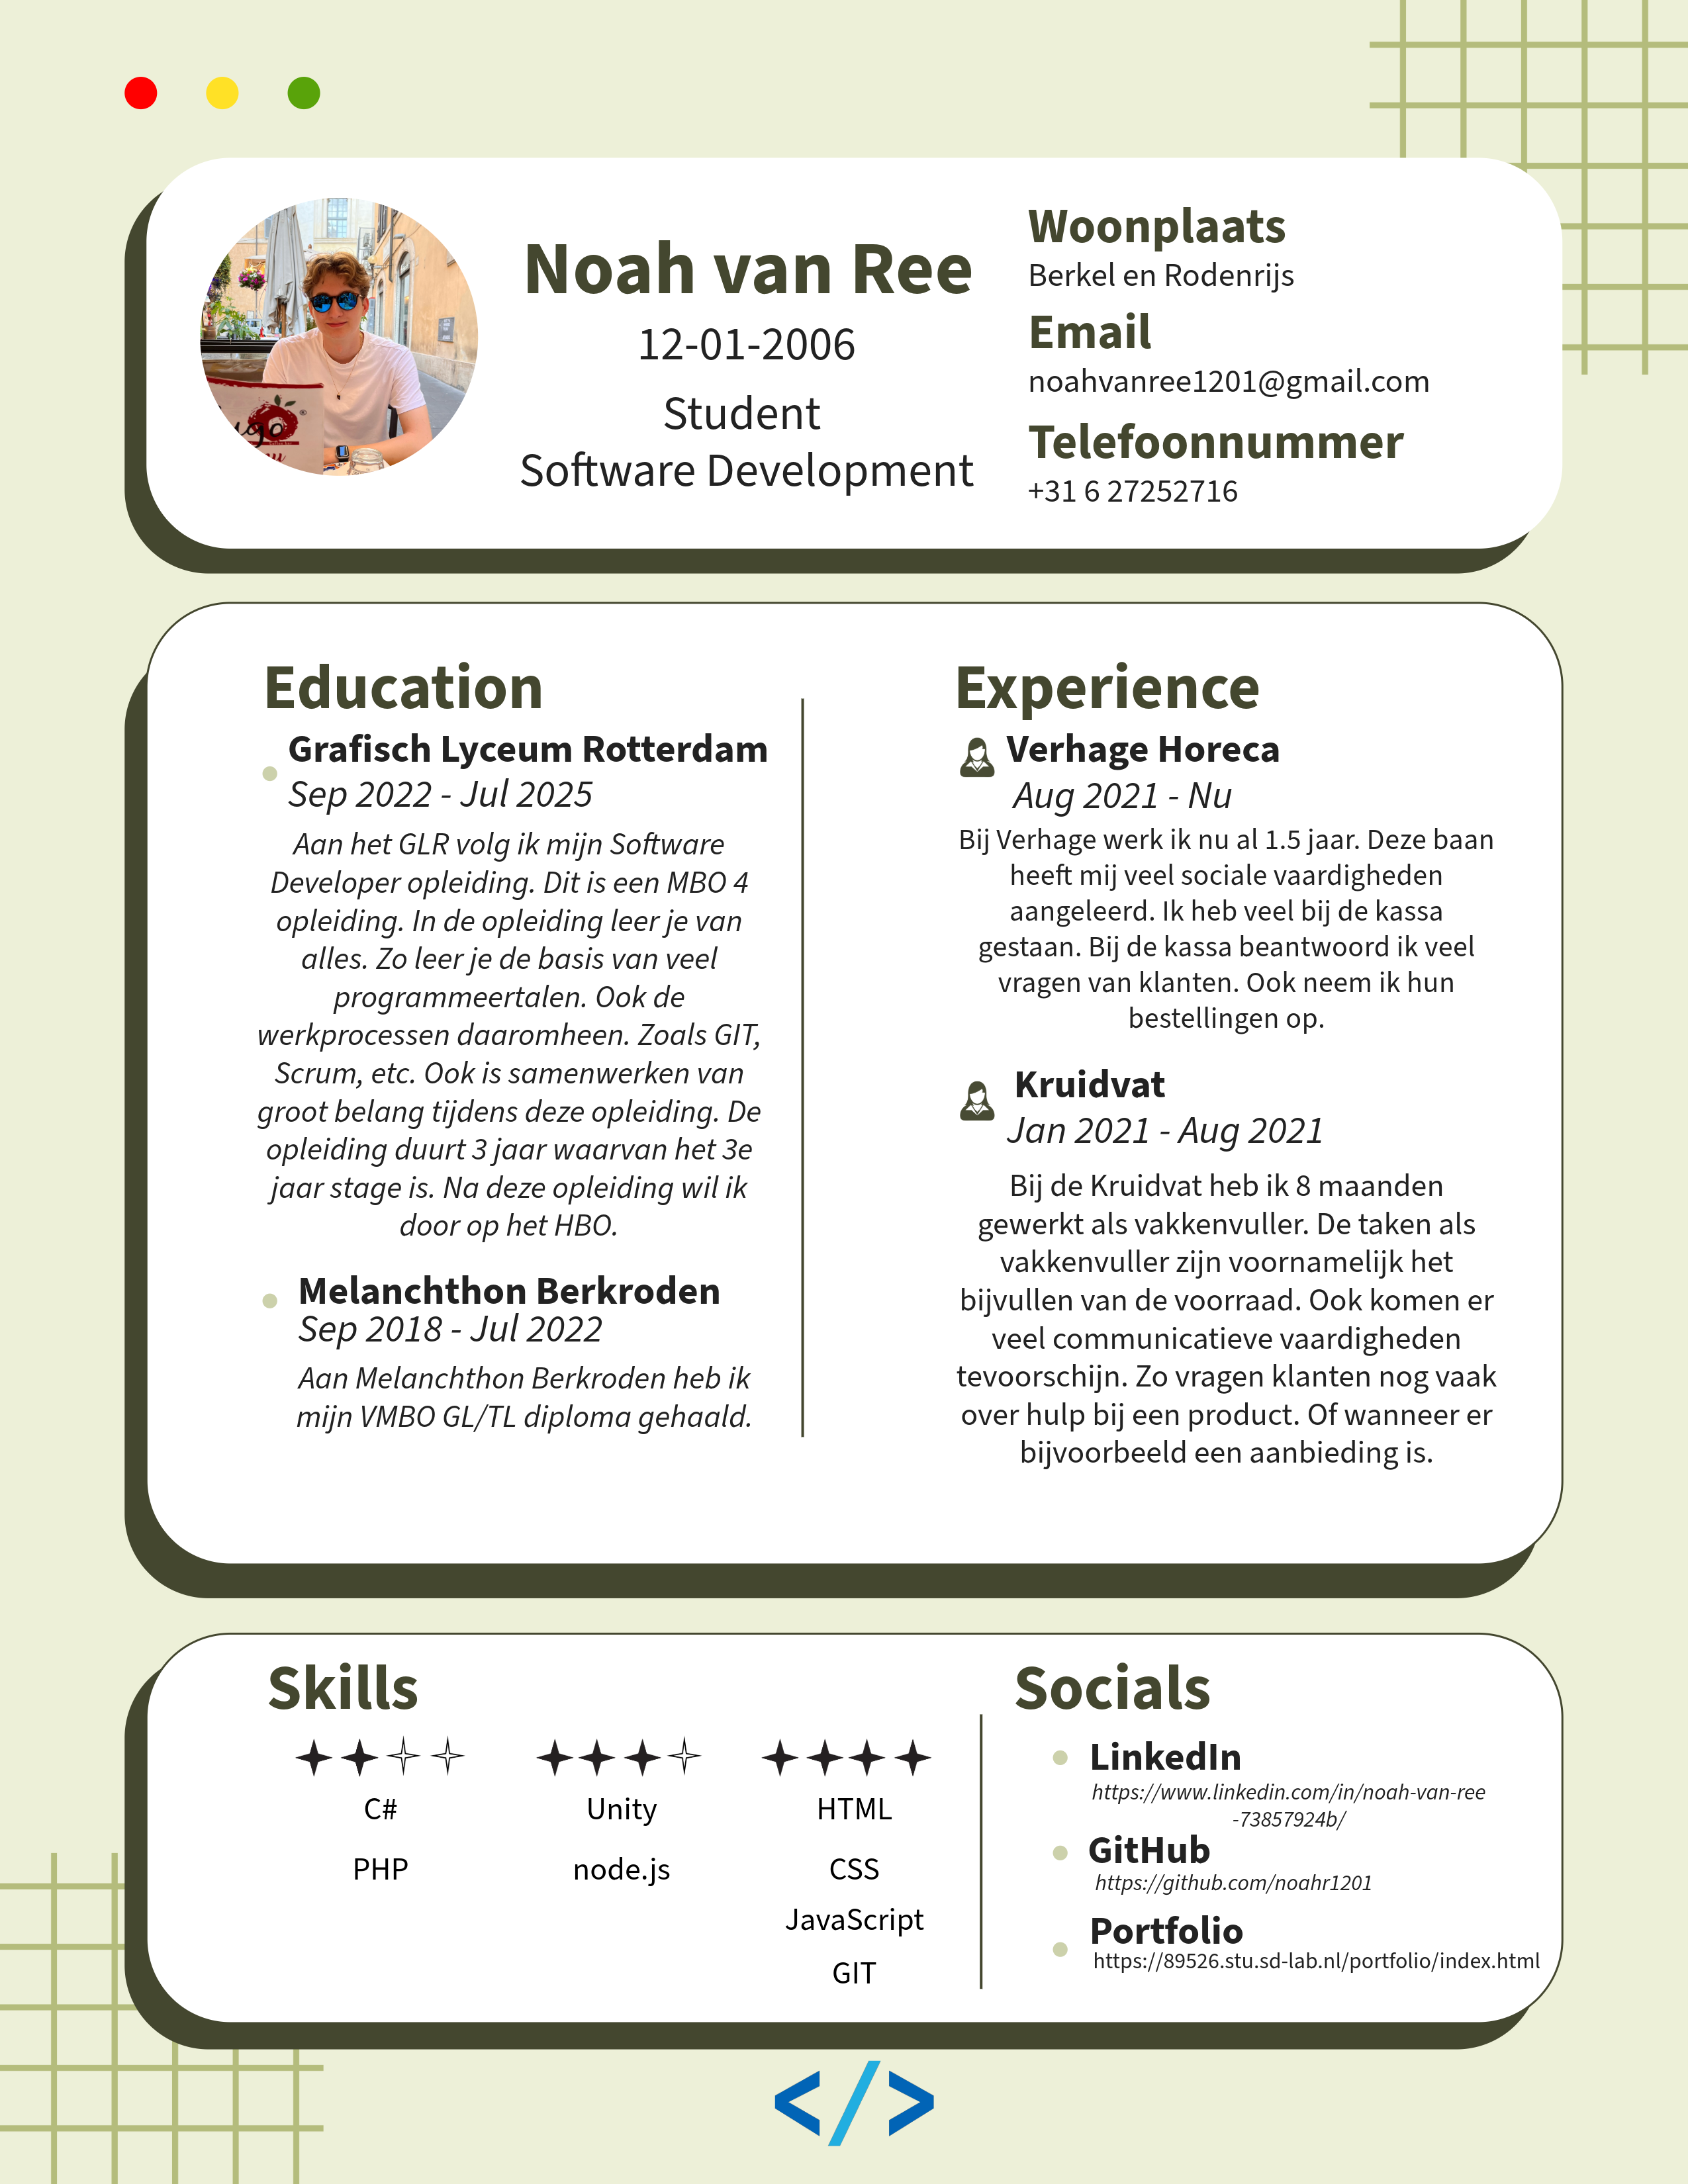 Noah van Ree
12-01-2006
Student
Software Development
Woonplaats
Berkel en Rodenrijs
Email
noahvanree1201@gmail.com
Telefoonnummer
+31 6 27252716
Education
Grafisch Lyceum Rotterdam
Sep 2022 - Jul 2025
Aan het GLR volg ik mijn Software
Developer opleiding. Dit is een MBO 4
opleiding. In de opleiding leer je van
alles. Zo leer je de basis van veel
programmeertalen. Ook de
werkprocessen daaromheen. Zoals GIT,
Scrum, etc. Ook is samenwerken van
groot belang tijdens deze opleiding. De
opleiding duurt 3 jaar waarvan het 3e
jaar stage is. Na deze opleiding wil ik
door op het HBO.
Melanchthon Berkroden
Sep 2018 - Jul 2022
Aan Melanchthon Berkroden heb ik
mijn VMBO GL/TL diploma gehaald.
Experience
Verhage Horeca
Aug 2021 - Nu
Bij Verhage werk ik nu al 1.5 jaar. Deze baan
heeft mij veel sociale vaardigheden
aangeleerd. Ik heb veel bij de kassa
gestaan. Bij de kassa beantwoord ik veel
vragen van klanten. Ook neem ik hun
bestellingen op.
Kruidvat
Jan 2021 - Aug 2021
Bij de Kruidvat heb ik 8 maanden
gewerkt als vakkenvuller. De taken als
vakkenvuller zijn voornamelijk het
bijvullen van de voorraad. Ook komen er
veel communicatieve vaardigheden
tevoorschijn. Zo vragen klanten nog vaak
over hulp bij een product. Of wanneer er
bijvoorbeeld een aanbieding is.
Skills
C#
PHP
Unity
node.js
HTML
CSS
JavaScript
GIT
Socials
LinkedIn
https://www.linkedin.com/in/noah-van-ree
-73857924b/
GitHub
https://github.com/noahr1201
Portfolio
https://89526.stu.sd-lab.nl/portfolio/index.html
</>